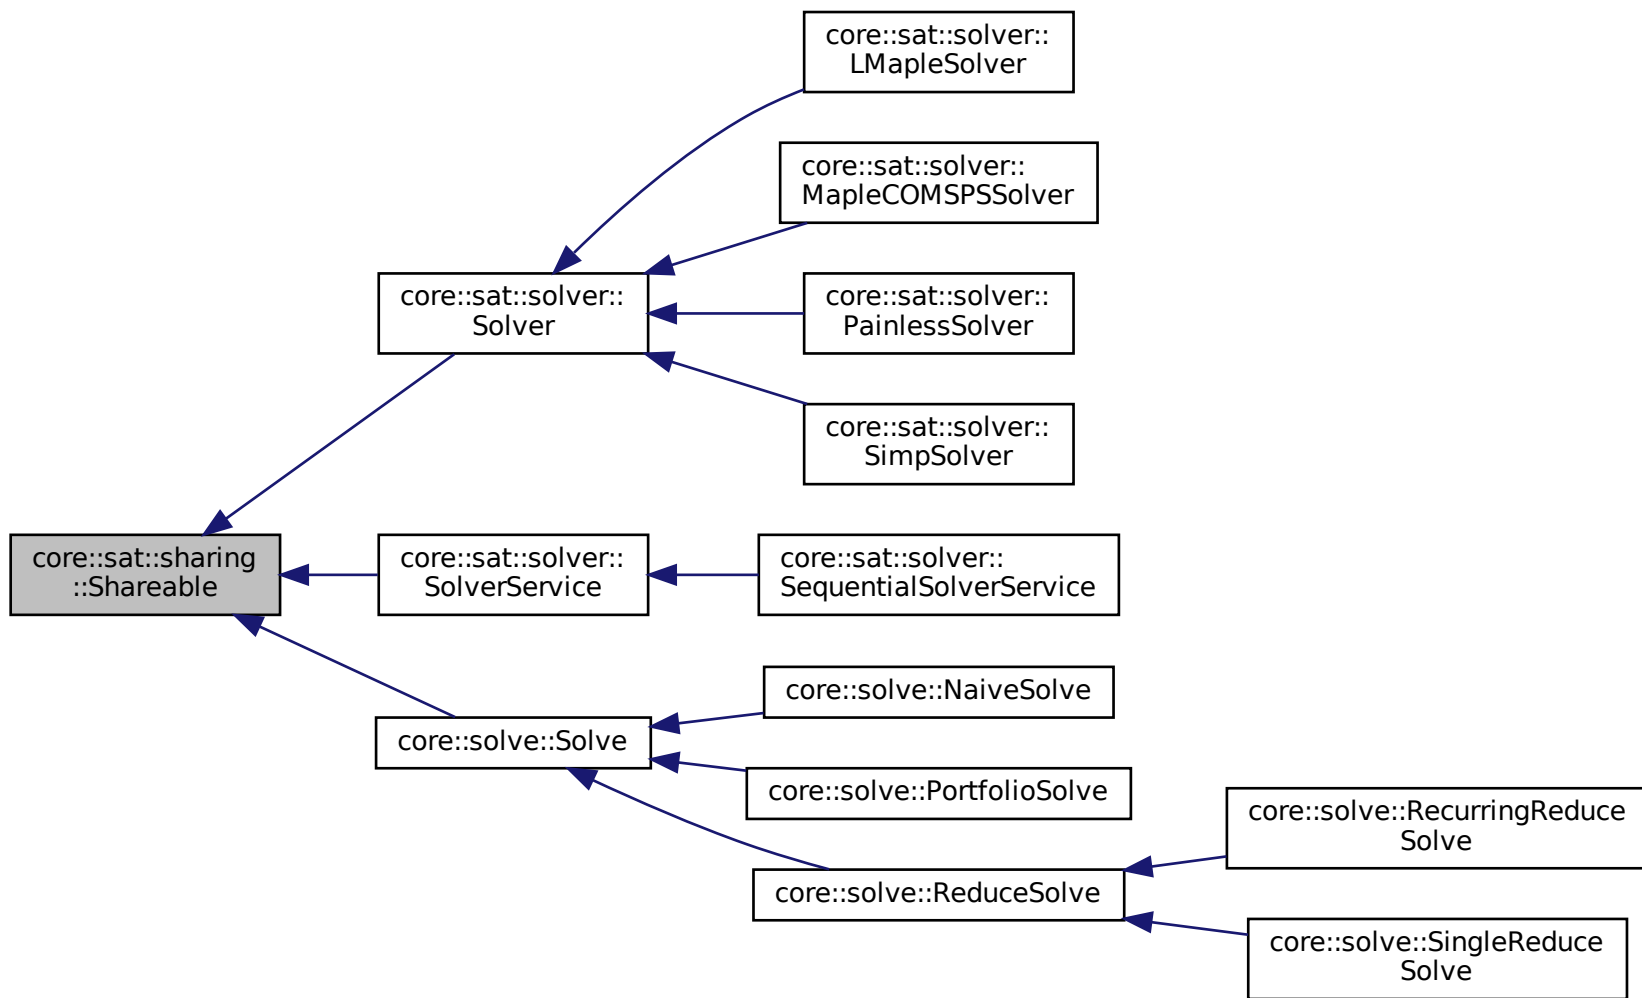 core::sat::solver::
LMapleSolver
core::sat::solver::
MapleCOMSPSSolver
core::sat::solver::
Solver
core::sat::solver::
PainlessSolver
core::sat::solver::
SimpSolver
core::sat::sharing
::Shareable
core::sat::solver::
SolverService
core::sat::solver::
SequentialSolverService
core::solve::NaiveSolve
core::solve::Solve
core::solve::PortfolioSolve
core::solve::RecurringReduce
Solve
core::solve::ReduceSolve
core::solve::SingleReduce
Solve